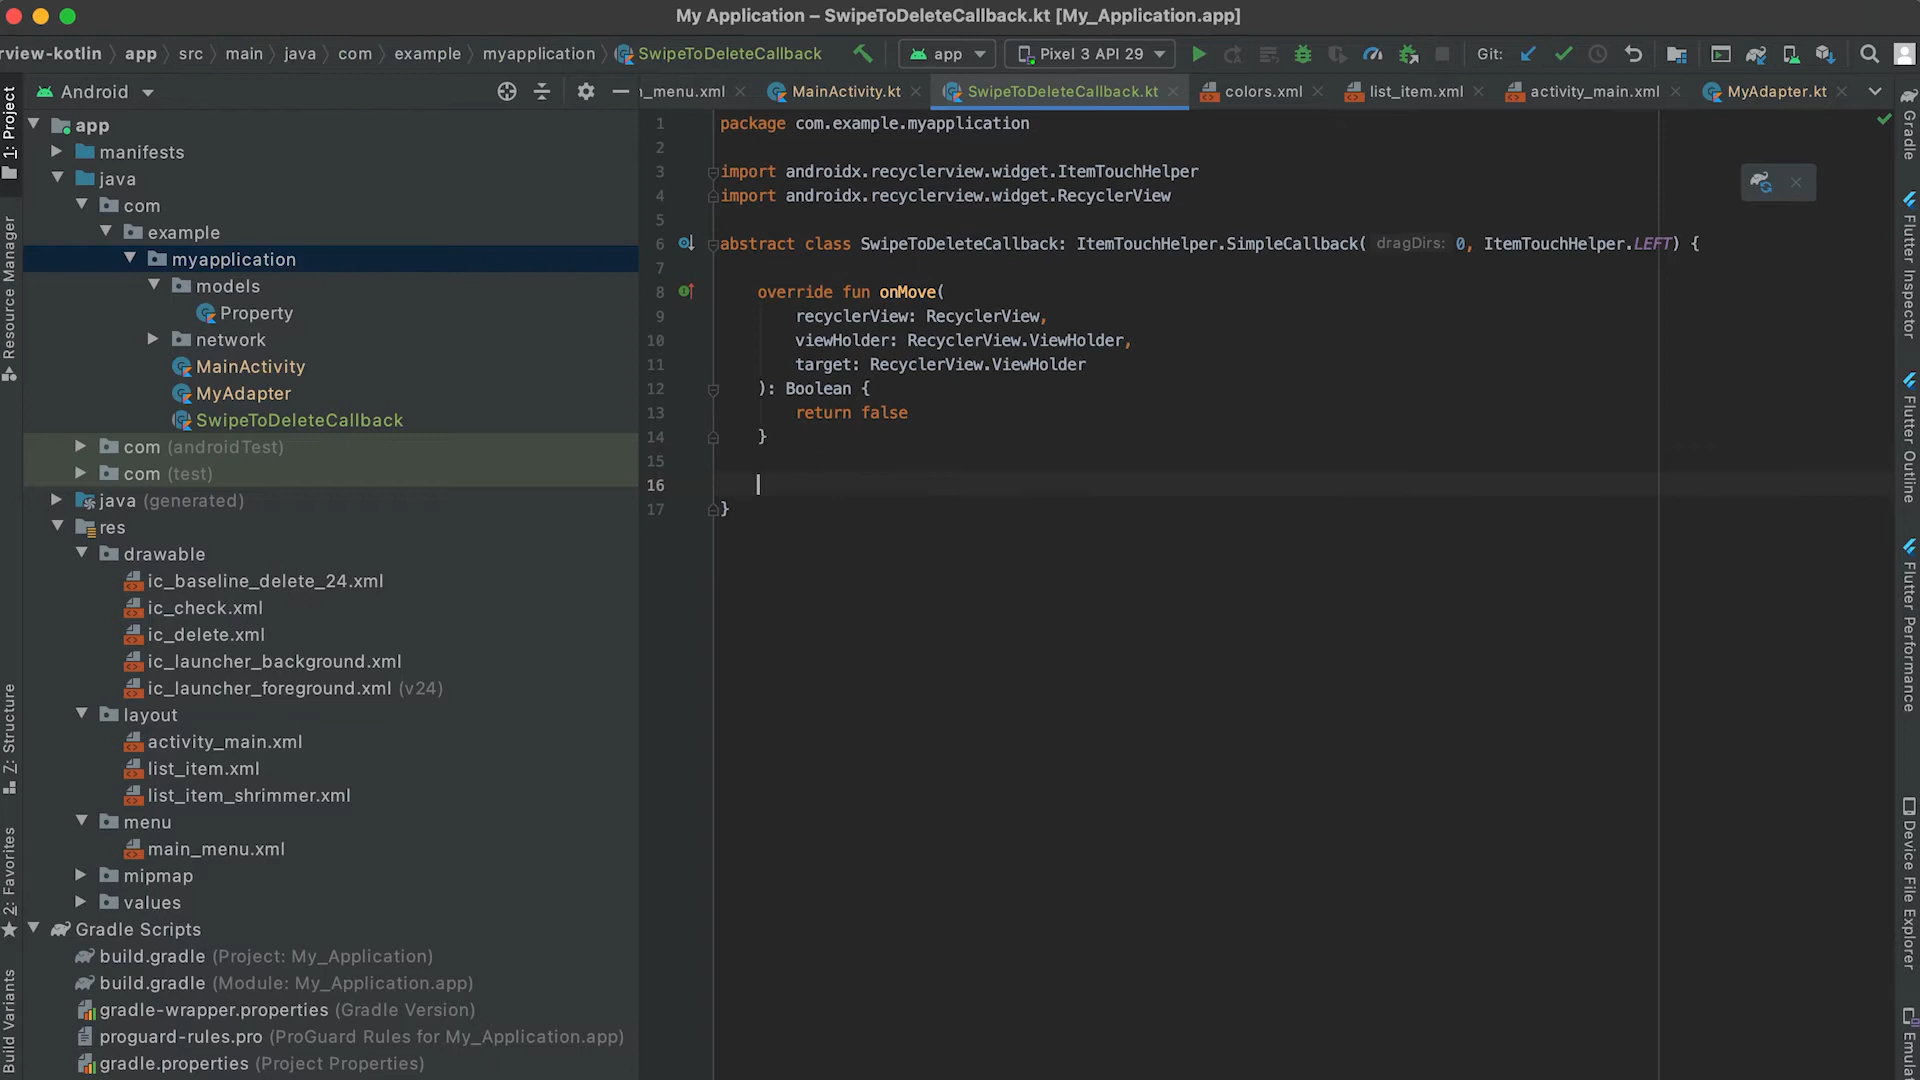 My Application – SwipeToDeleteCallback.kt [My_Application.app]
rview-kotlin app src main java com example myapplication SwipeToDeleteCallback app Pixel 3 API 29 Git:
Android
n_menu.xml MainActivity.kt SwipeToDeleteCallback.kt colors.xml list_item.xml activity_main.xml MyAdapter.kt
1: Project
Resource Manager
Z: Structure
2: Favorites
Build Variants
app
manifests
java
com
example
myapplication
models
Property
network
MainActivity
MyAdapter
SwipeToDeleteCallback
com (androidTest)
com (test)
java (generated)
res
drawable
ic_baseline_delete_24.xml
ic_check.xml
ic_delete.xml
ic_launcher_background.xml
ic_launcher_foreground.xml (v24)
layout
activity_main.xml
list_item.xml
list_item_shrimmer.xml
menu
main_menu.xml
mipmap
values
Gradle Scripts
build.gradle (Project: My_Application)
build.gradle (Module: My_Application.app)
gradle-wrapper.properties (Gradle Version)
proguard-rules.pro (ProGuard Rules for My_Application.app)
gradle.properties (Project Properties)
1 package com.example.myapplication
2
3 import androidx.recyclerview.widget.ItemTouchHelper
4 import androidx.recyclerview.widget.RecyclerView
5
6 abstract class SwipeToDeleteCallback: ItemTouchHelper.SimpleCallback( dragDirs: 0, ItemTouchHelper.LEFT) {
7
8 override fun onMove(
9 recyclerView: RecyclerView,
10 viewHolder: RecyclerView.ViewHolder,
11 target: RecyclerView.ViewHolder
12 ): Boolean {
13 return false
14 }
15
16
17 }
Gradle
Flutter Inspector
Flutter Outline
Flutter Performance
Device File Explorer
Emulat